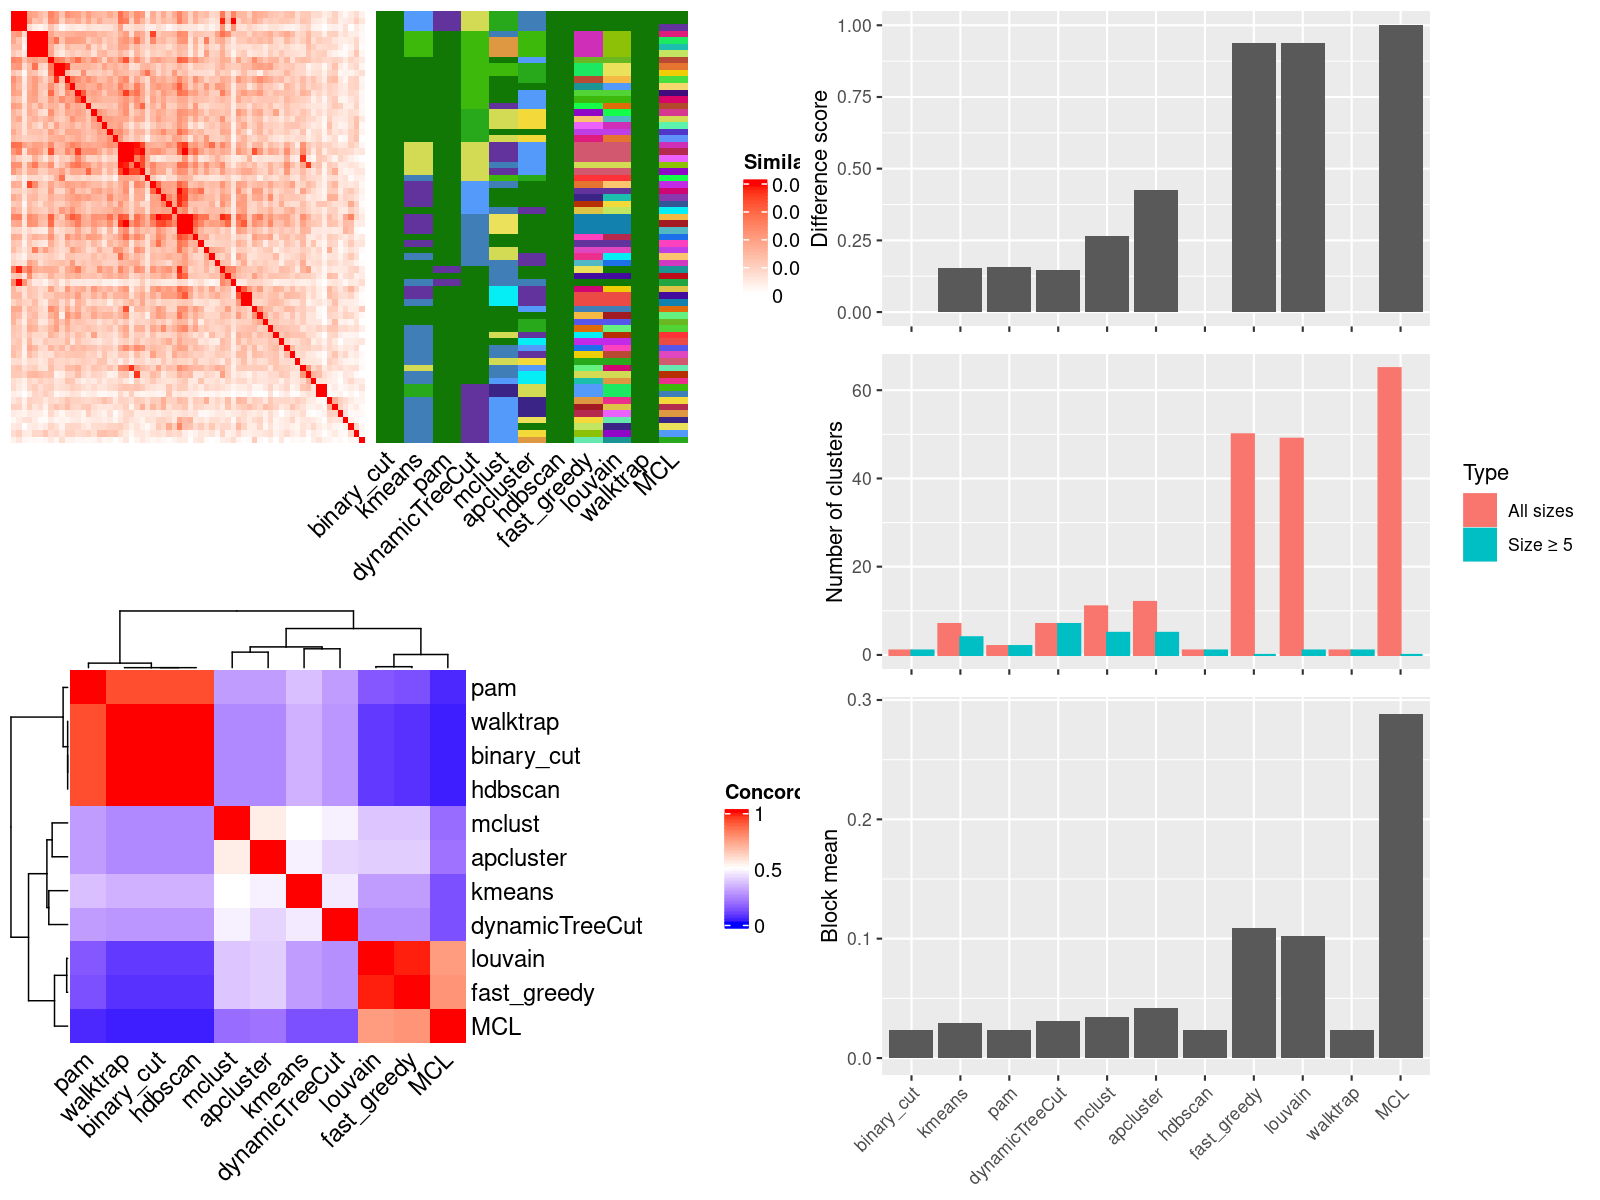 Simila
0.0
0.0
0.0
0.0
0
binary_cut
kmeans
pam
dynamicTreeCut
mclust
apcluster
hdbscan
fast_greedy
louvain
walktrap
MCL
pam
walktrap
binary_cut
hdbscan
mclust
apcluster
kmeans
dynamicTreeCut
louvain
fast_greedy
MCL
pam
walktrap
binary_cut
hdbscan
mclust
apcluster
kmeans
dynamicTreeCut
louvain
fast_greedy
MCL
Concord
1
0.5
0
Difference score
1.00
0.75
0.50
0.25
0.00
Number of clusters
60
40
20
0
Type
All sizes
Size ≥ 5
Block mean
0.3
0.2
0.1
0.0
binary_cut
kmeans
pam
dynamicTreeCut
mclust
apcluster
hdbscan
fast_greedy
louvain
walktrap
MCL